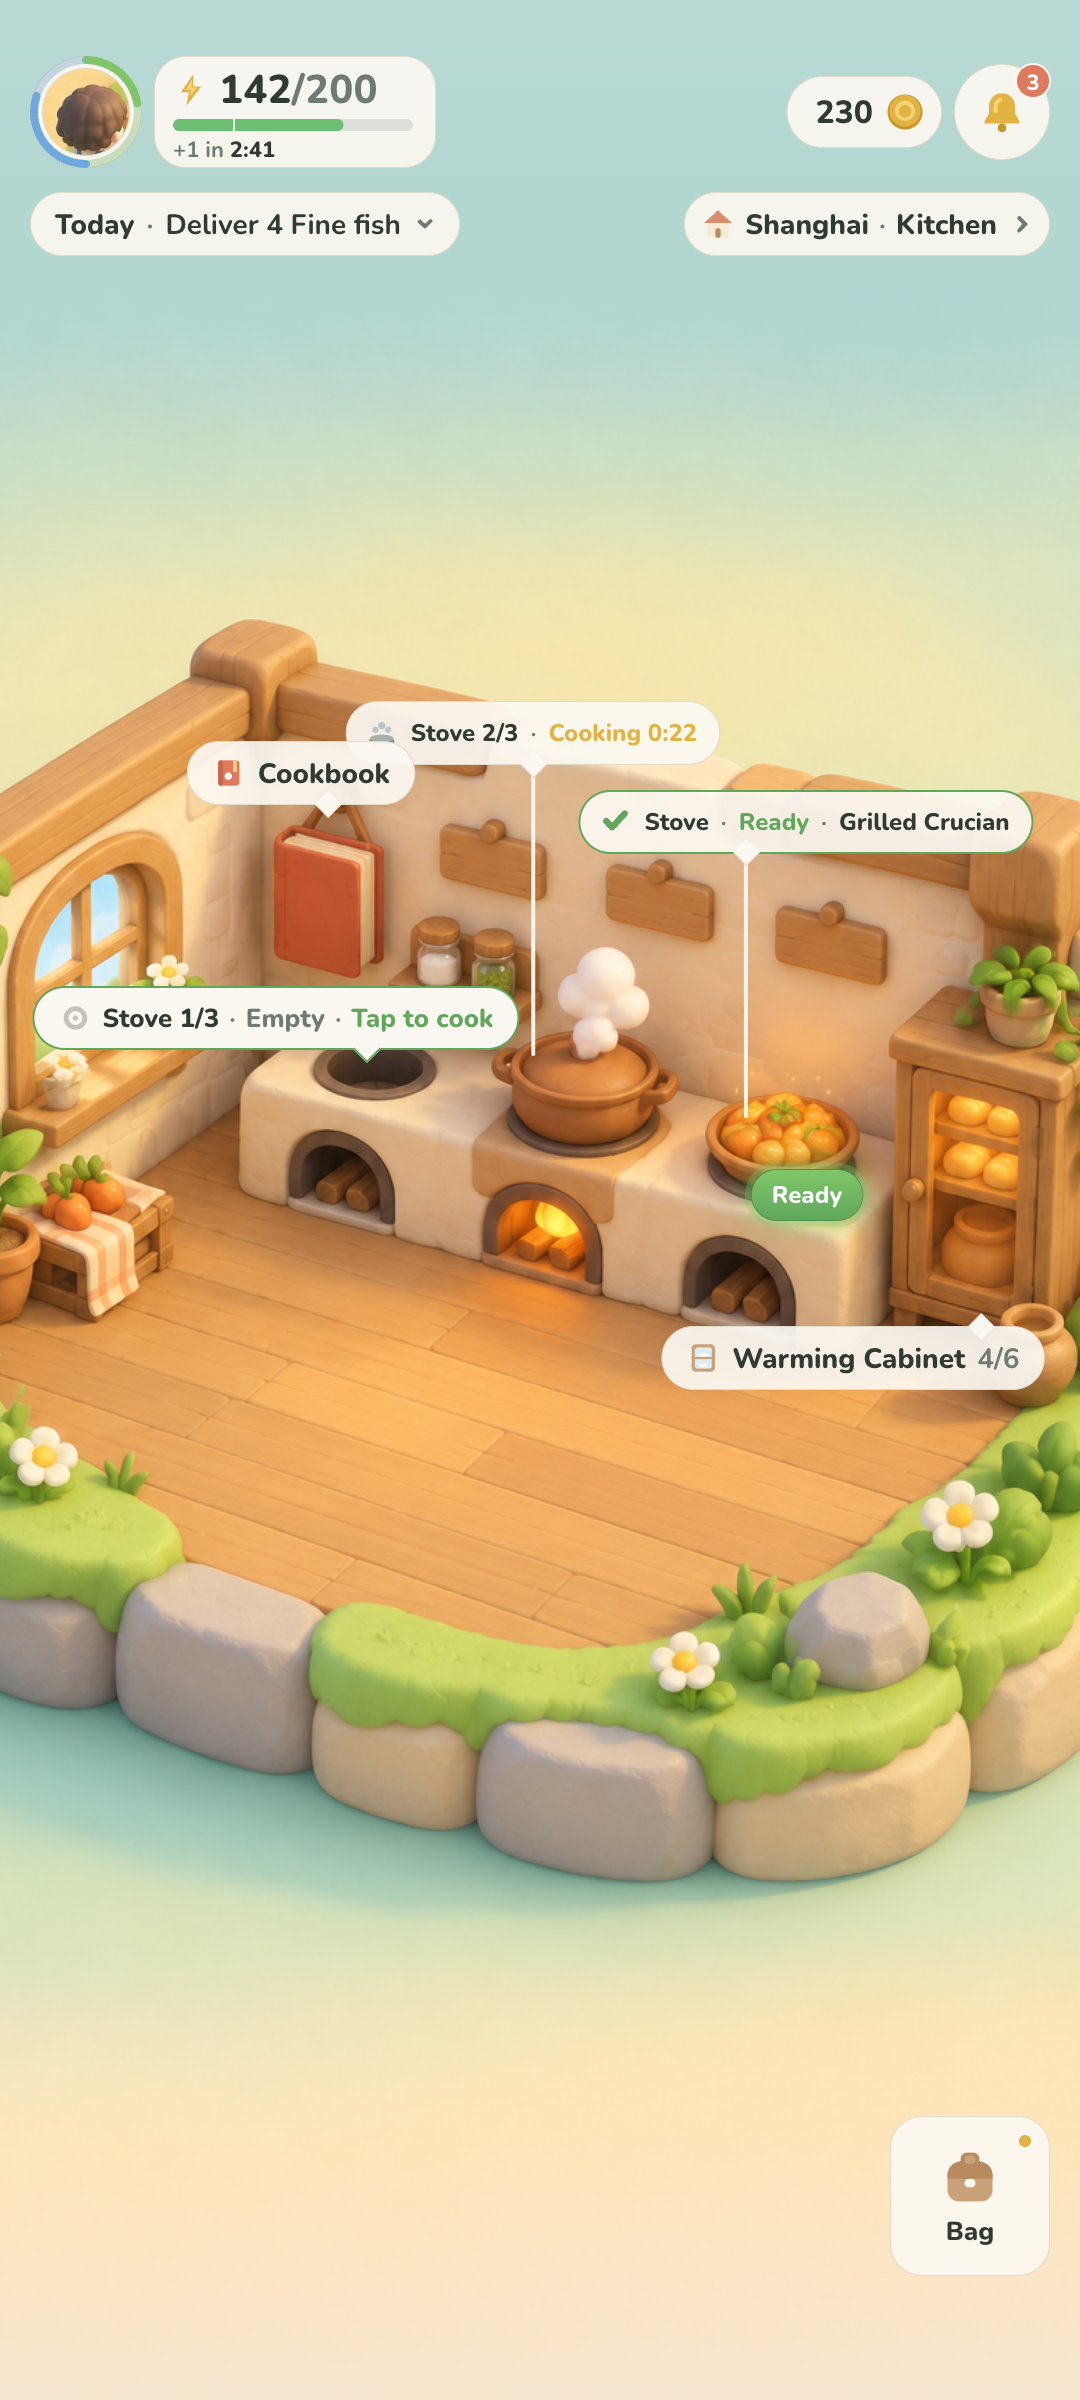 142/200
+1 in 2:41
230
3
Today · Deliver 4 Fine fish
Shanghai · Kitchen
Stove 2/3 · Cooking 0:22
Cookbook
Stove · Ready · Grilled Crucian
Stove 1/3 · Empty · Tap to cook
Ready
Warming Cabinet 4/6
Bag